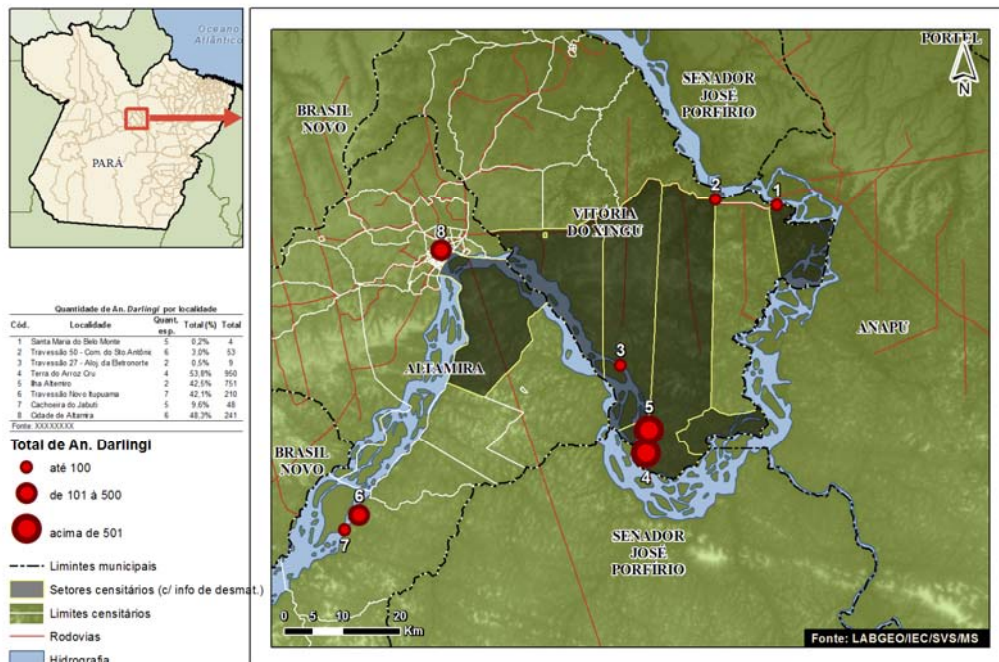 Oceano
Atlântico
PARÁ
Quantidade de An. Darlingi por localidade
Cód. Localidade Quant. esp. Total (%) Total
1 Santa Maria do Belo Monte 5 0,2% 4
2 Travessão 50 - Com. do Sto Antônio 6 3,0% 53
3 Travessão 27 - Aloj. da Eletronorte 2 0,5% 9
4 Terra do Arroz Cru 4 53,8% 950
5 Ilha Altemiro 2 42,5% 751
6 Travessão Novo Itupuama 7 42,1% 210
7 Cachoeira do Jabuti 5 9,6% 48
8 Cidade de Altamira 6 48,3% 241
Fonte: XXXXXXXX
Total de An. Darlingi
até 100
de 101 à 500
acima de 501
Limintes municipais
Setores censitários (c/ info de desmat.)
Limites censitários
Rodovias
Hidrografia
PORTEL
N
SENADOR
JOSÉ
PORFÍRIO
BRASIL
NOVO
2
1
VITÓRIA
DO XINGU
8
ANAPU
3
ALTAMIRA
5
4
BRASIL
NOVO
6
7
SENADOR
JOSÉ
PORFÍRIO
0 5 10 20
Km
Fonte: LABGEO/IEC/SVS/MS